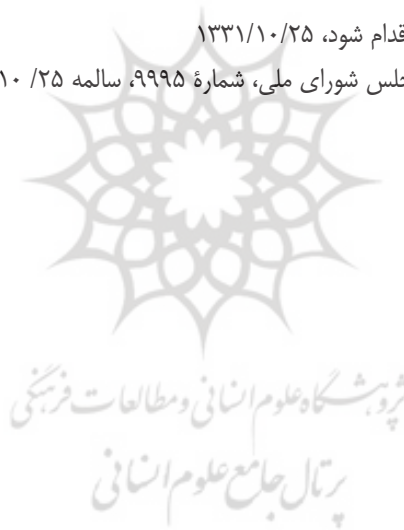 قدام شود، ۱۳۳۱/۱۰/۲۵
جلس شورای ملی، شمارهٔ ۹۹۹۵، سالمه ۲۵/ ۱۰
پژوهشگاه علوم انسانی و مطالعات فرهنگی
پرتال جامع علوم انسانی